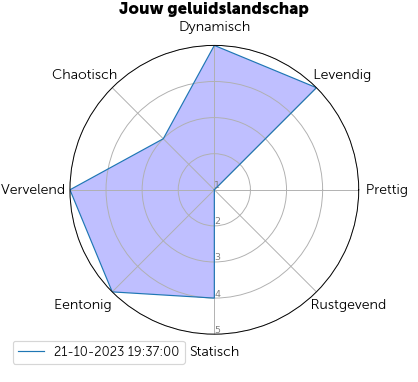 Jouw geluidslandschap
Dynamisch
Chaotisch
Levendig
Vervelend
1
Prettig
2
3
4
Eentonig
Rustgevend
5
21-10-2023 19:37:00
Statisch